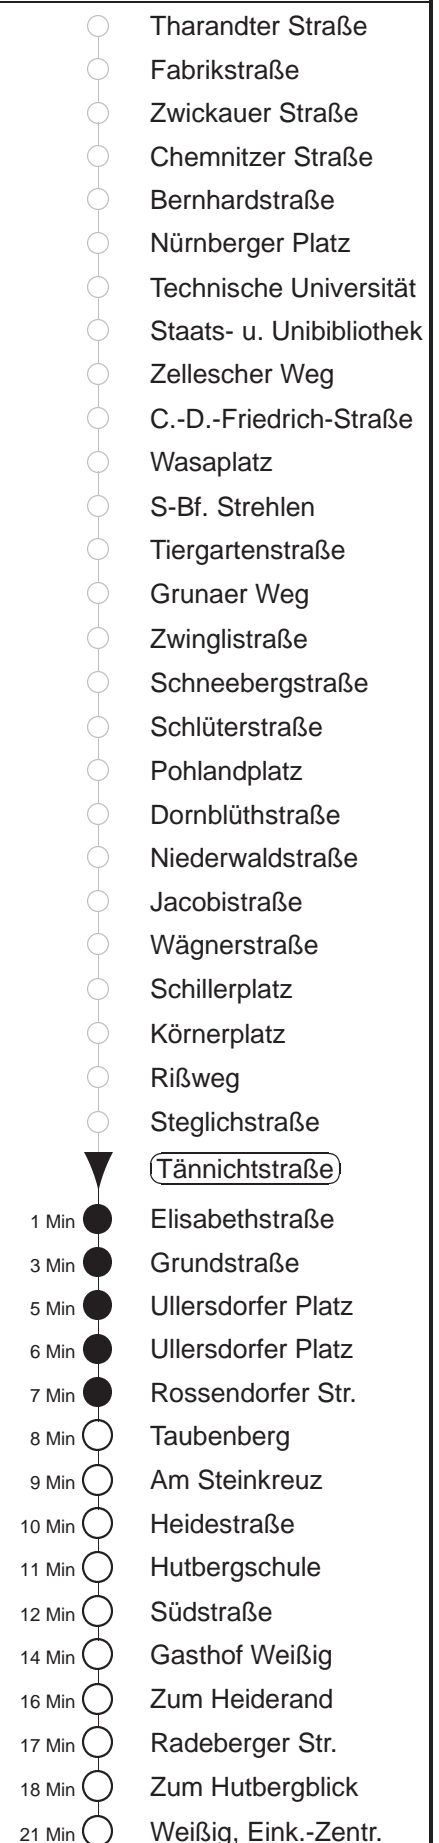 Tharandter Straße
Fabrikstraße
Zwickauer Straße
Chemnitzer Straße
Bernhardstraße
Nürnberger Platz
Technische Universität
Staats- u. Unibibliothek
Zellescher Weg
C.-D.-Friedrich-Straße
Wasaplatz
S-Bf. Strehlen
Tiergartenstraße
Grunaer Weg
Zwinglistraße
Schneebergstraße
Schlüterstraße
Pohlandplatz
Dornblüthstraße
Niederwaldstraße
Jacobistraße
Wägnerstraße
Schillerplatz
Körnerplatz
Rißweg
Steglichstraße
Tännichtstraße
1 Min Elisabethstraße
3 Min Grundstraße
5 Min Ullersdorfer Platz
6 Min Ullersdorfer Platz
7 Min Rossendorfer Str.
8 Min Taubenberg
9 Min Am Steinkreuz
10 Min Heidestraße
11 Min Hutbergschule
12 Min Südstraße
14 Min Gasthof Weißig
16 Min Zum Heiderand
17 Min Radeberger Str.
18 Min Zum Hutbergblick
21 Min Weißig, Eink.-Zentr.